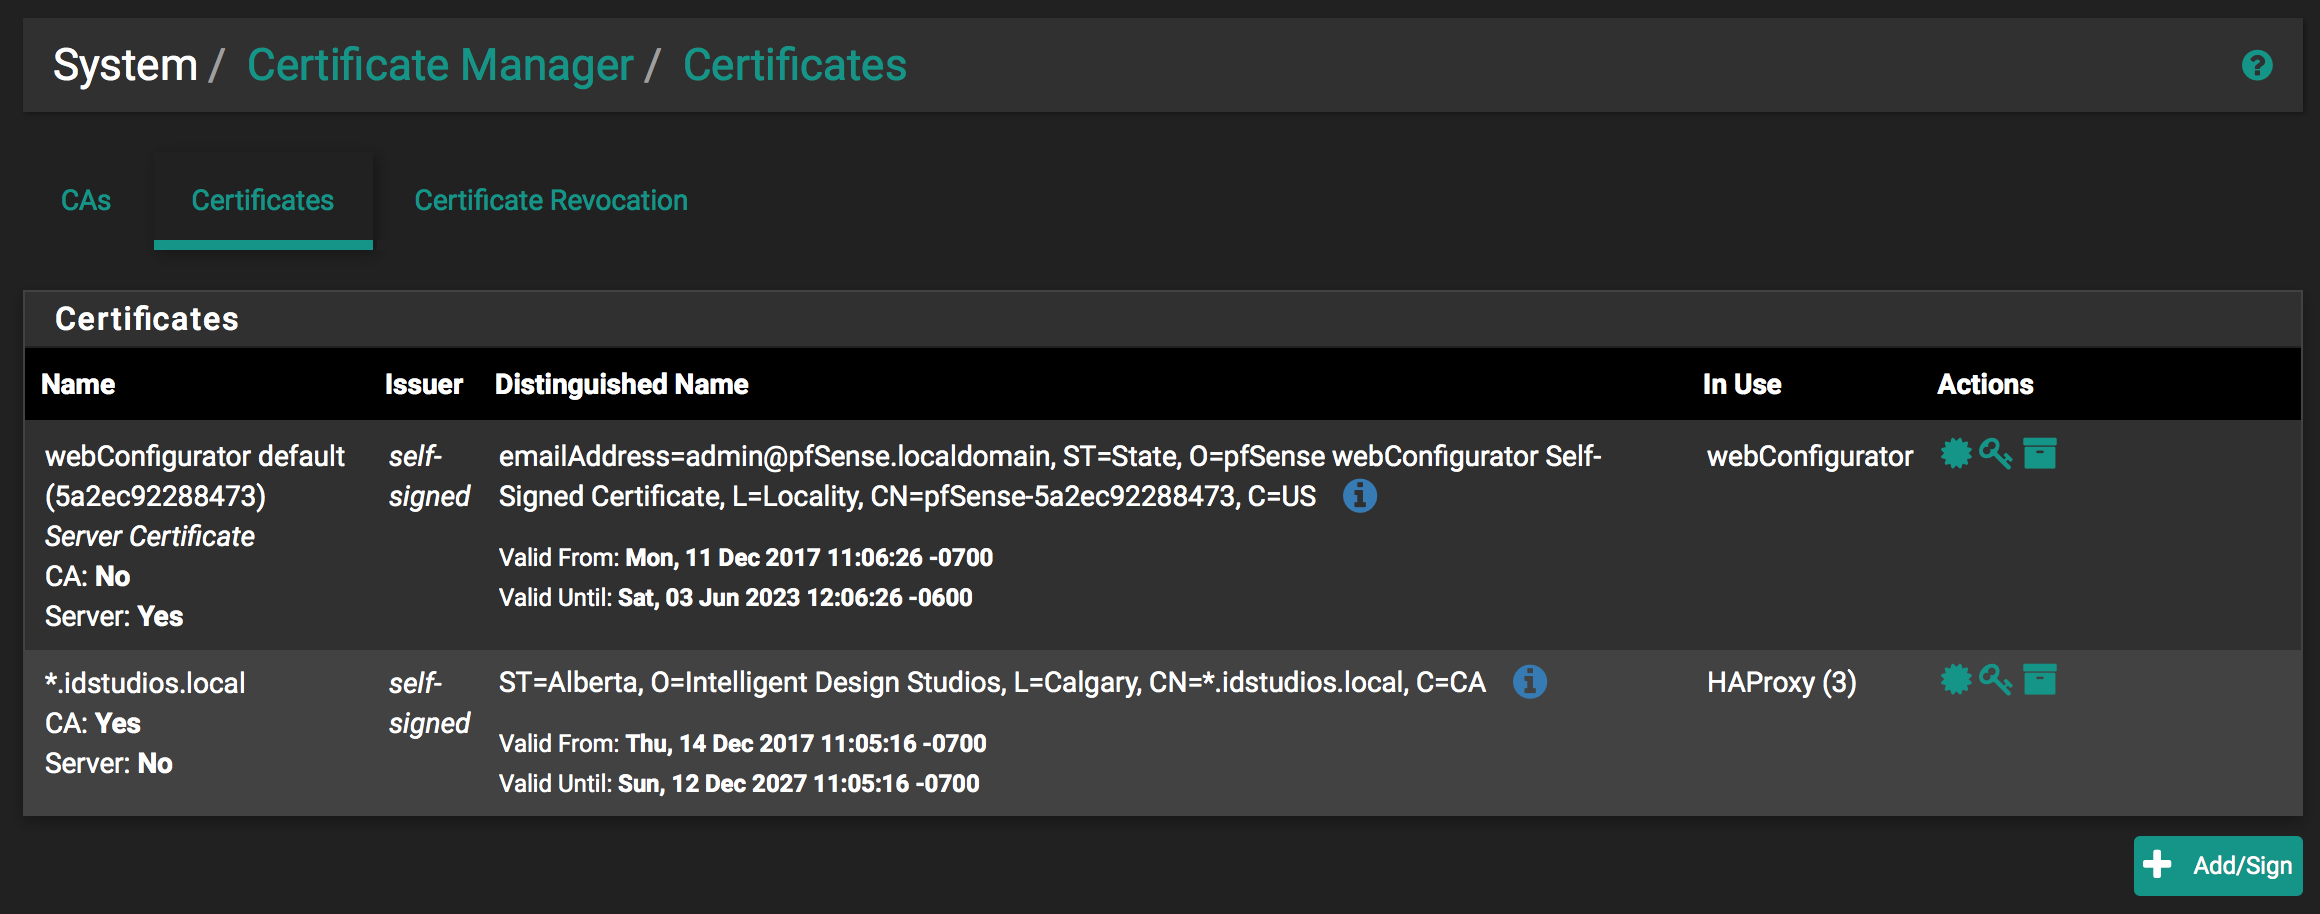 System / Certificate Manager / Certificates
CAs Certificates Certificate Revocation
Certificates
Name Issuer Distinguished Name In Use Actions
webConfigurator default
(5a2ec92288473)
Server Certificate
CA: No
Server: Yes
self-
signed
emailAddress=admin@pfSense.localdomain, ST=State, O=pfSense webConfigurator Self-
Signed Certificate, L=Locality, CN=pfSense-5a2ec92288473, C=US
Valid From: Mon, 11 Dec 2017 11:06:26 -0700
Valid Until: Sat, 03 Jun 2023 12:06:26 -0600
webConfigurator
*.idstudios.local
CA: Yes
Server: No
self-
signed
ST=Alberta, O=Intelligent Design Studios, L=Calgary, CN=*.idstudios.local, C=CA
Valid From: Thu, 14 Dec 2017 11:05:16 -0700
Valid Until: Sun, 12 Dec 2027 11:05:16 -0700
HAProxy (3)
Add/Sign